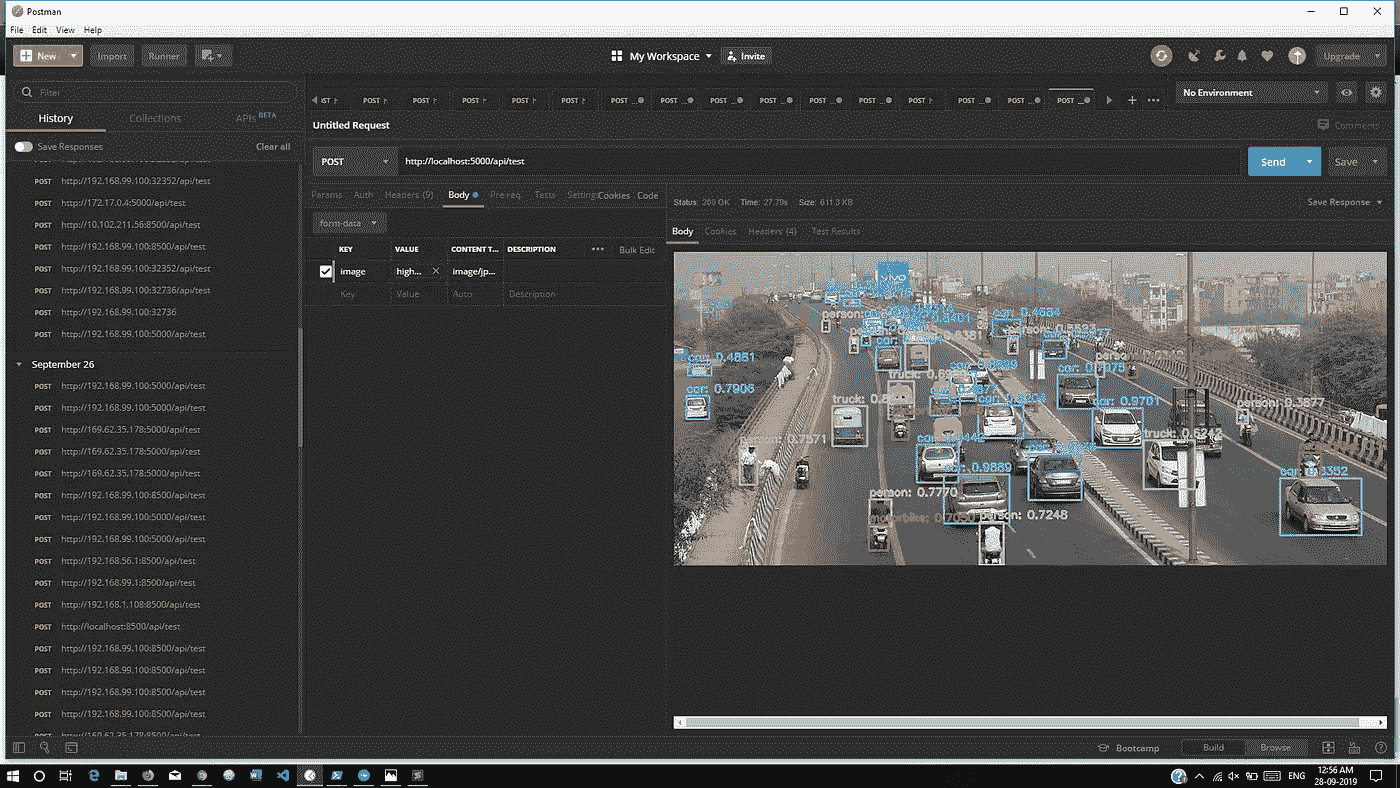 Postman
File Edit View Help
New Import Runner My Workspace Invite Upgrade
Filter
History Collections APIs BETA
Save Responses Clear all
POST http://192.168.99.100:32352/api/test
POST http://172.17.0.4:5000/api/test
POST http://10.102.211.56:8500/api/test
POST http://192.168.99.100:8500/api/test
POST http://192.168.99.100:32352/api/test
POST http://192.168.99.100:32736/api/test
POST http://192.168.99.100:32736
POST http://192.168.99.100:5000/api/test
September 26
POST http://192.168.99.100:5000/api/test
POST http://192.168.99.100:5000/api/test
POST http://169.62.35.178:5000/api/test
POST http://169.62.35.178:5000/api/test
POST http://169.62.35.178:5000/api/test
POST http://192.168.99.100:8500/api/test
POST http://192.168.99.100:5000/api/test
POST http://192.168.99.100:5000/api/test
POST http://192.168.56.1:8500/api/test
POST http://192.168.99.1:8500/api/test
POST http://192.168.1.108:8500/api/test
POST http://localhost:8500/api/test
POST http://192.168.99.100:8500/api/test
POST http://192.168.99.100:8500/api/test
POST http://192.168.99.100:8500/api/test
POST http://192.168.99.100:8500/api/test
http://169.62.35.178:8500/api/test
POST POST POST POST POST POST POST POST POST POST POST POST POST POST POST
No Environment
Untitled Request Comments
POST http://localhost:5000/api/test Send Save
Params Auth Headers (9) Body Pre-req. Tests Settings Cookies Code
form-data
KEY VALUE CONTENT T... DESCRIPTION ••• Bulk Edit
image high... image/jp...
Key Value Auto Description
Status: 200 OK Time: 27.79s Size: 611.3 KB Save Response
Body Cookies Headers (4) Test Results
vivo
car: 0.4684
car: 0.4881
car: 0.7906
person: 0.7571
car: 0.9701
person: 0.3877
car: 0.9889
person: 0.7770
person: 0.7248
Bootcamp Build Browse
ENG
12:56 AM
28-09-2019